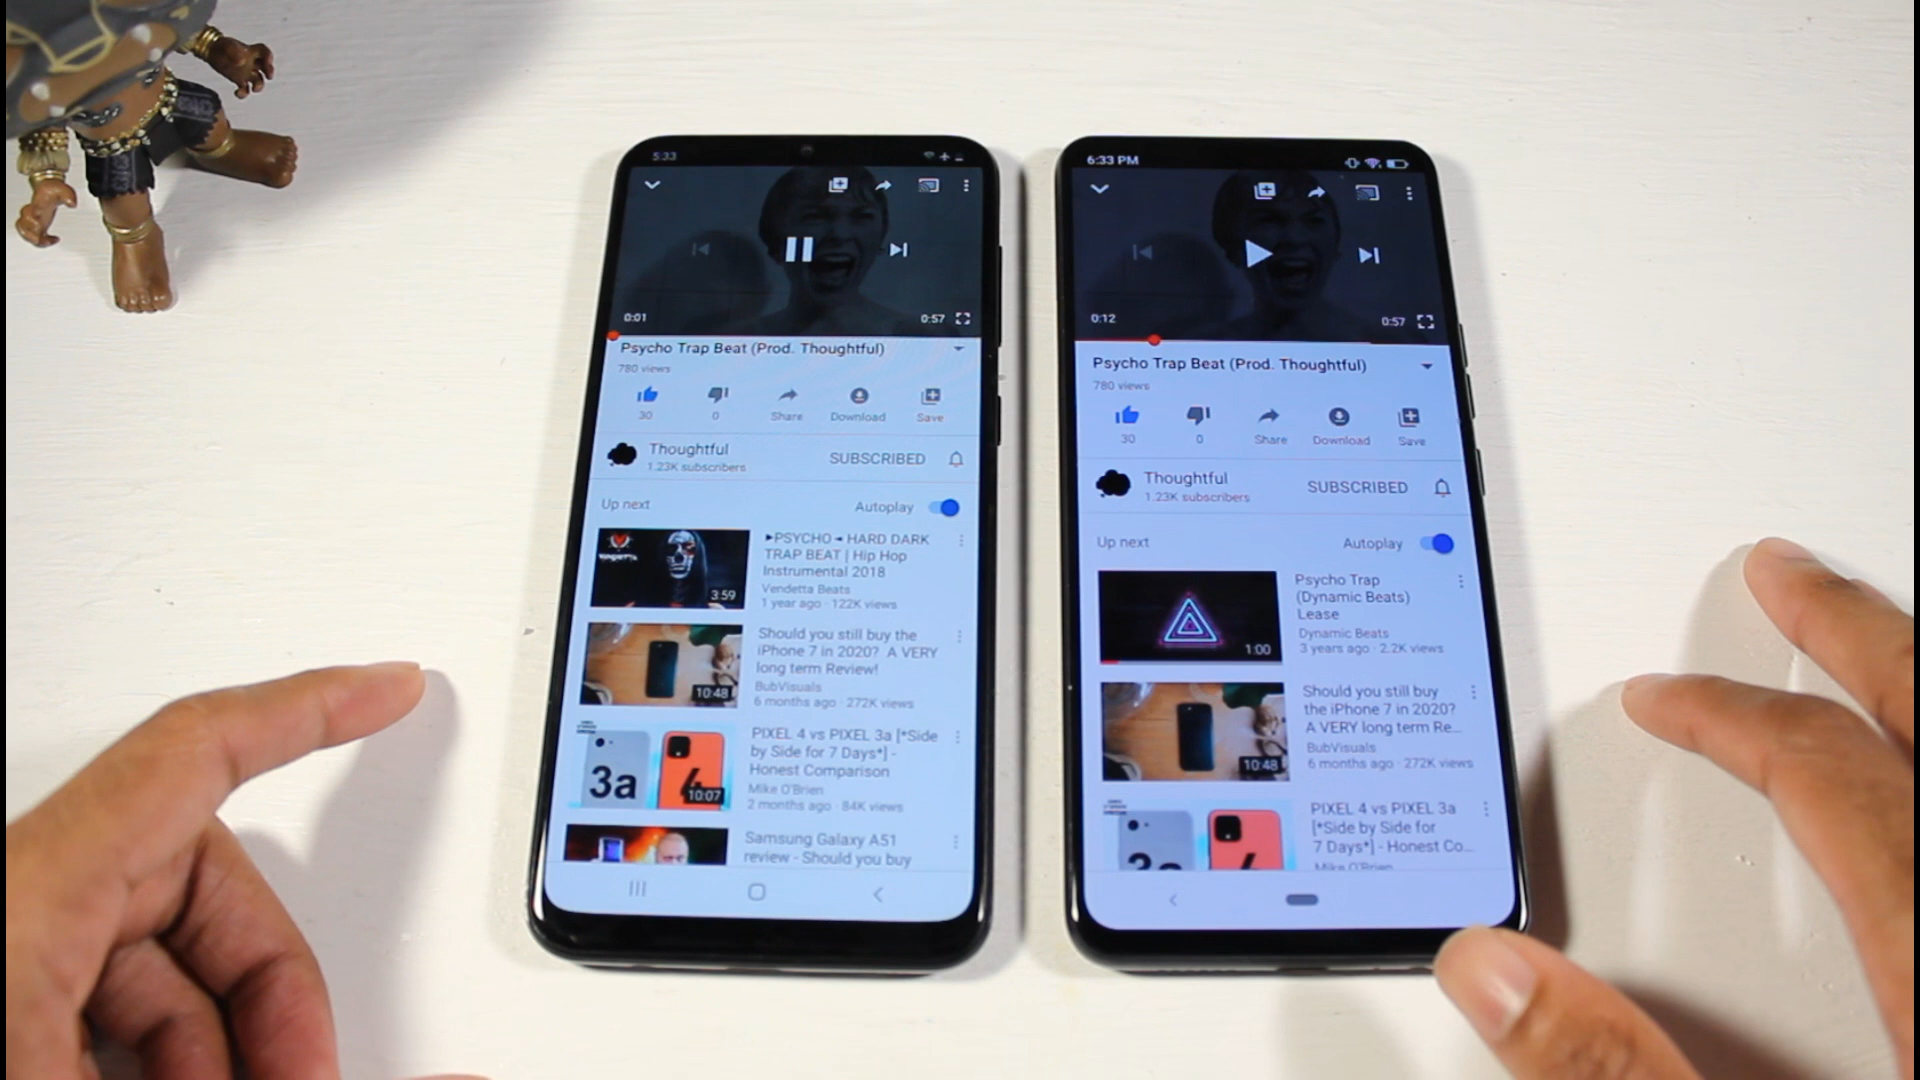 5:33
0:01
0:57
Psycho Trap Beat (Prod. Thoughtful)
780 views
30
0
Share
Download
Save
Thoughtful
1.23K subscribers
SUBSCRIBED
Up next
Autoplay
►PSYCHO◄ HARD DARK
TRAP BEAT | Hip Hop
Instrumental 2018
Vendetta Beats
1 year ago · 122K views
3:59
Should you still buy the
iPhone 7 in 2020? A VERY
long term Review!
BubVisuals
6 months ago · 272K views
10:48
PIXEL 4 vs PIXEL 3a [*Side
by Side for 7 Days*] -
Honest Comparison
Mike O'Brien
2 months ago · 84K views
3a
4
10:07
Samsung Galaxy A51
review - Should you buy
6:33 PM
0:12
0:57
Psycho Trap Beat (Prod. Thoughtful)
780 views
30
0
Share
Download
Save
Thoughtful
1.23K subscribers
SUBSCRIBED
Up next
Autoplay
Psycho Trap
(Dynamic Beats)
Lease
Dynamic Beats
3 years ago · 2.2K views
1:00
Should you still buy
the iPhone 7 in 2020?
A VERY long term Re...
BubVisuals
6 months ago · 272K views
10:48
PIXEL 4 vs PIXEL 3a
[*Side by Side for
7 Days*] - Honest Co...
Mike O'Brien
3a